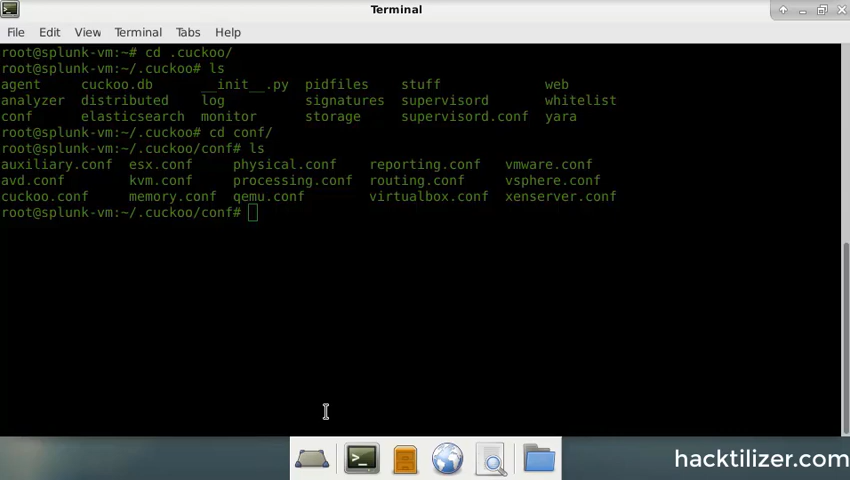 Terminal
File Edit View Terminal Tabs Help
root@splunk-vm:~# cd .cuckoo/
root@splunk-vm:~/.cuckoo# ls
agent cuckoo.db __init__.py pidfiles stuff web
analyzer distributed log signatures supervisord whitelist
conf elasticsearch monitor storage supervisord.conf yara
root@splunk-vm:~/.cuckoo# cd conf/
root@splunk-vm:~/.cuckoo/conf# ls
auxiliary.conf esx.conf physical.conf reporting.conf vmware.conf
avd.conf kvm.conf processing.conf routing.conf vsphere.conf
cuckoo.conf memory.conf qemu.conf virtualbox.conf xenserver.conf
root@splunk-vm:~/.cuckoo/conf#
hacktilizer.com